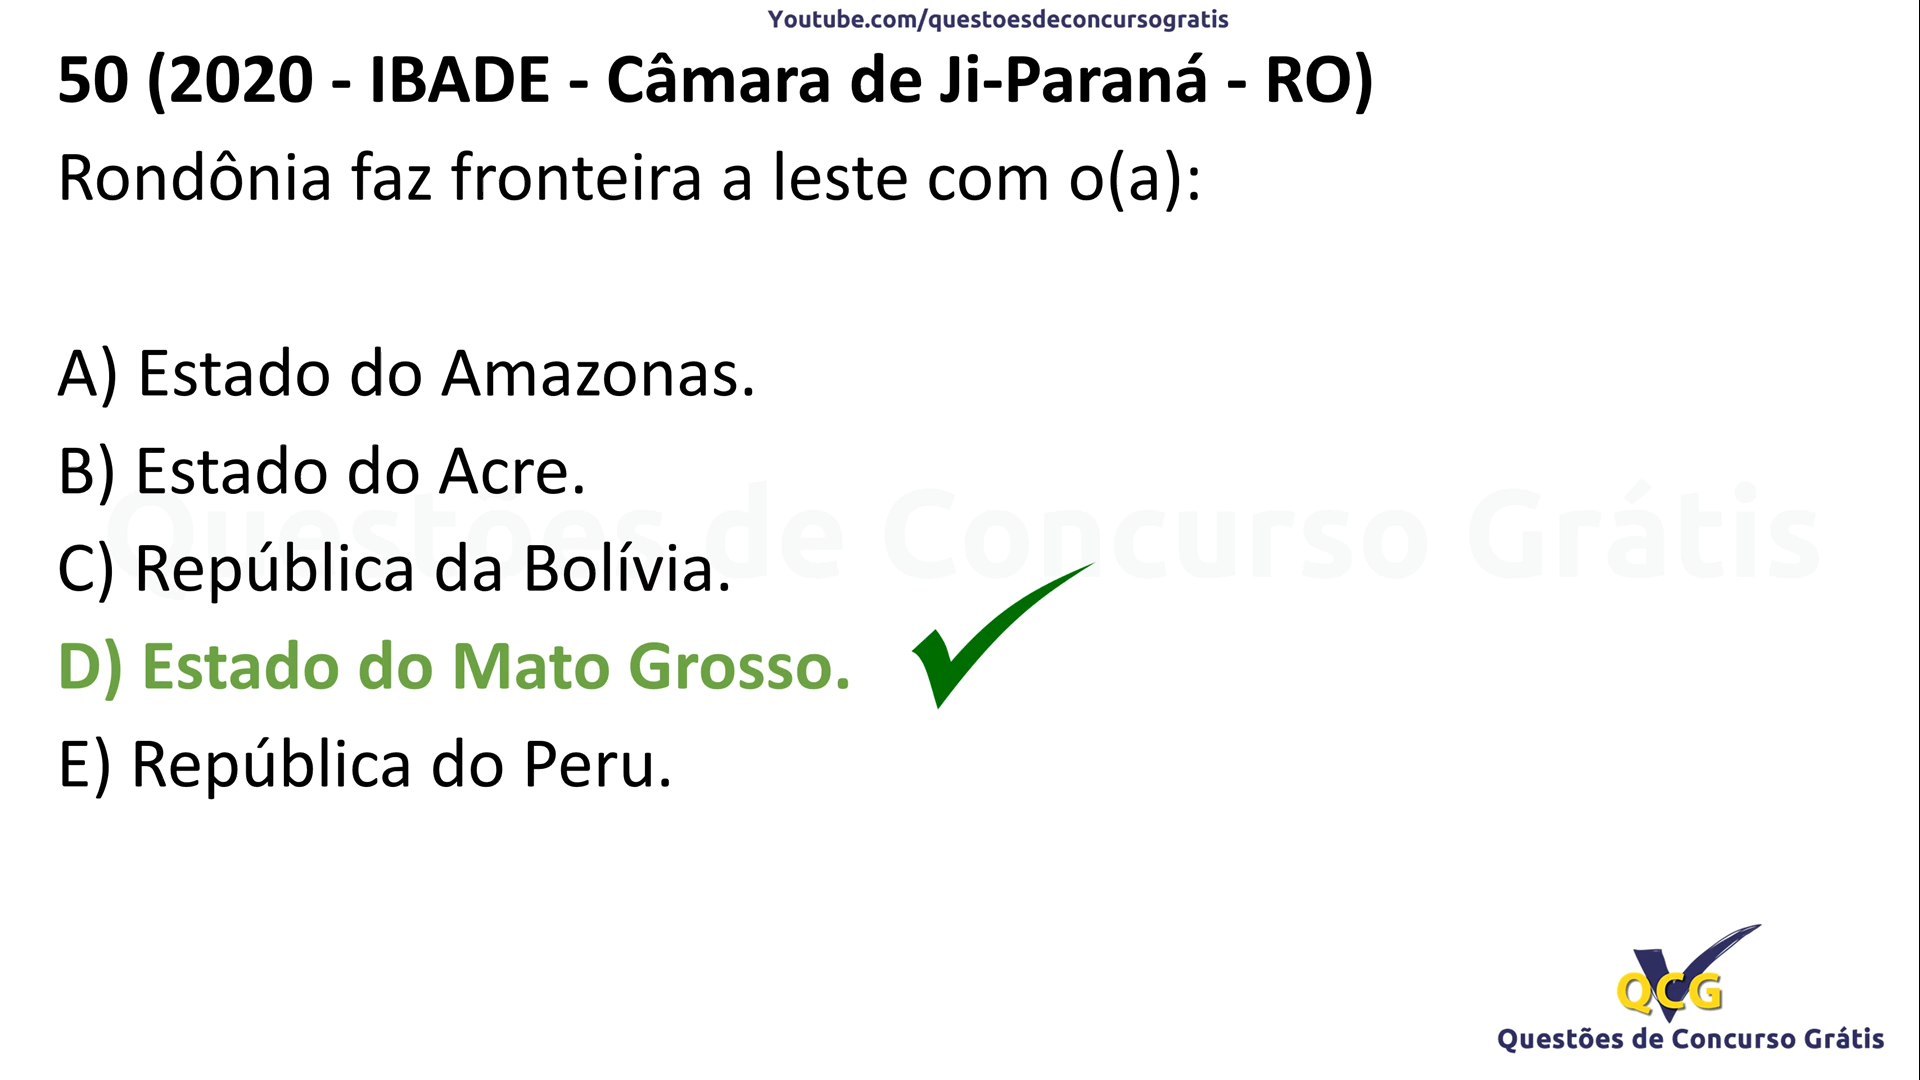 Youtube.com/questoesdeconcursogratis
50 (2020 - IBADE - Câmara de Ji-Paraná - RO)
Rondônia faz fronteira a leste com o(a):
A) Estado do Amazonas.
B) Estado do Acre.
Questões de Concurso Grátis
C) República da Bolívia.
D) Estado do Mato Grosso.
E) República do Peru.
QCG
Questões de Concurso Grátis